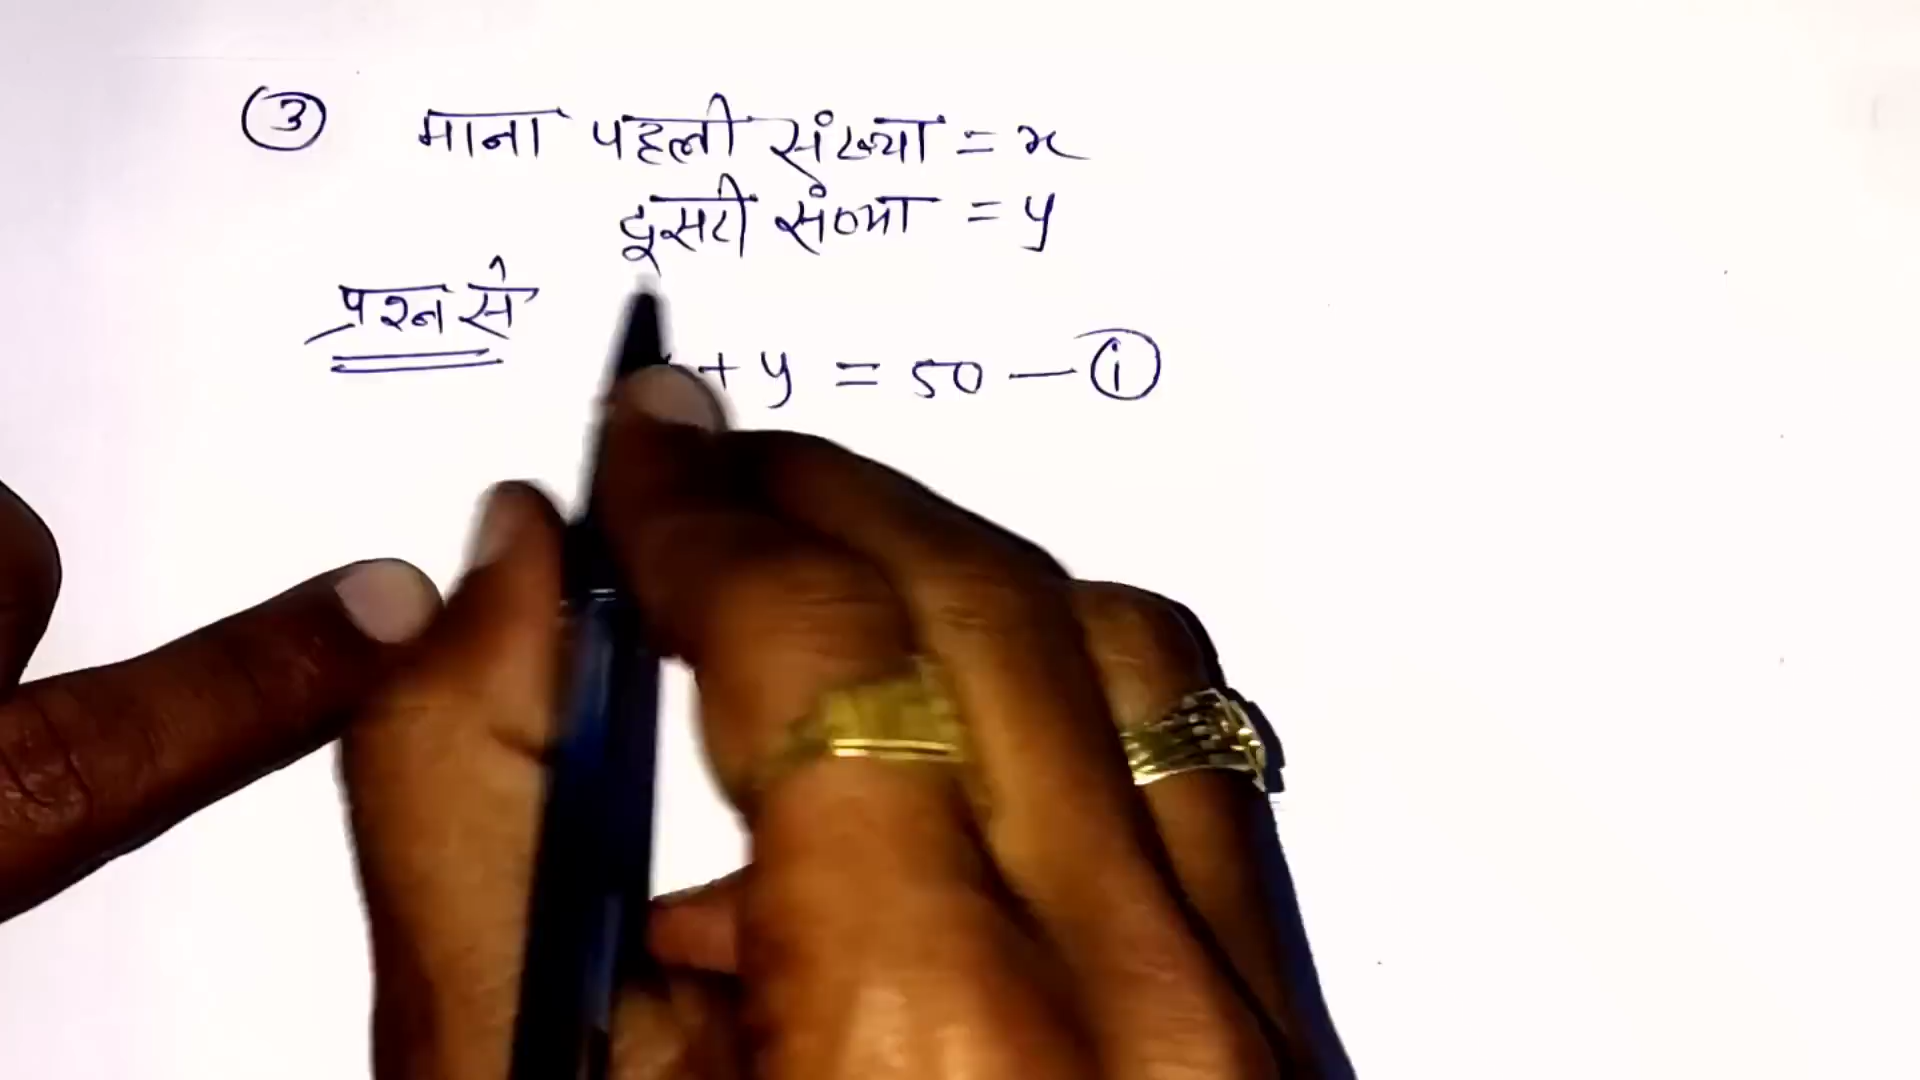 ③ माना पहली संख्या = x
दूसरी संख्या = y
प्रश्न से
+ y = 50 — ⓘ